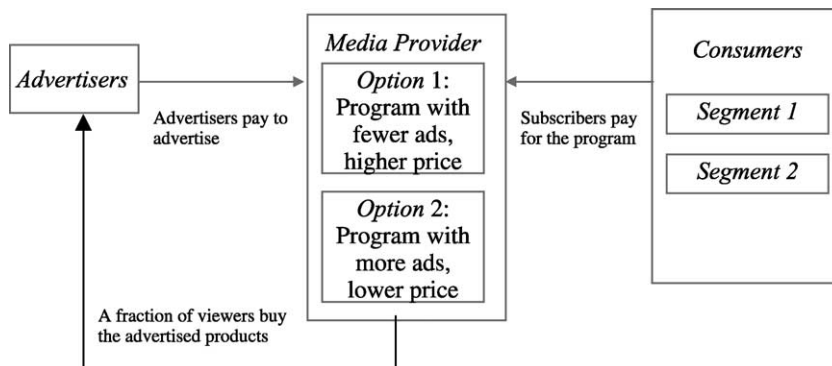 Advertisers
Advertisers pay to
advertise
A fraction of viewers buy
the advertised products
Media Provider
Option 1:
Program with
fewer ads,
higher price
Option 2:
Program with
more ads,
lower price
Subscribers pay
for the program
Consumers
Segment 1
Segment 2